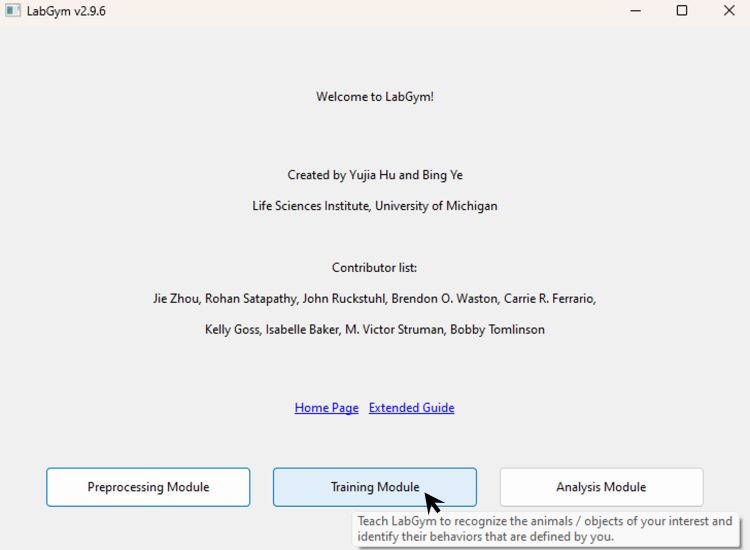 LabGym v2.9.6
Welcome to LabGym!
Created by Yujia Hu and Bing Ye
Life Sciences Institute, University of Michigan
Contributor list:
Jie Zhou, Rohan Satapathy, John Ruckstuhl, Brendon O. Waston, Carrie R. Ferrario,
Kelly Goss, Isabelle Baker, M. Victor Struman, Bobby Tomlinson
Home Page Extended Guide
Preprocessing Module Training Module Analysis Module
Teach LabGym to recognize the animals / objects of your interest and
identify their behaviors that are defined by you.